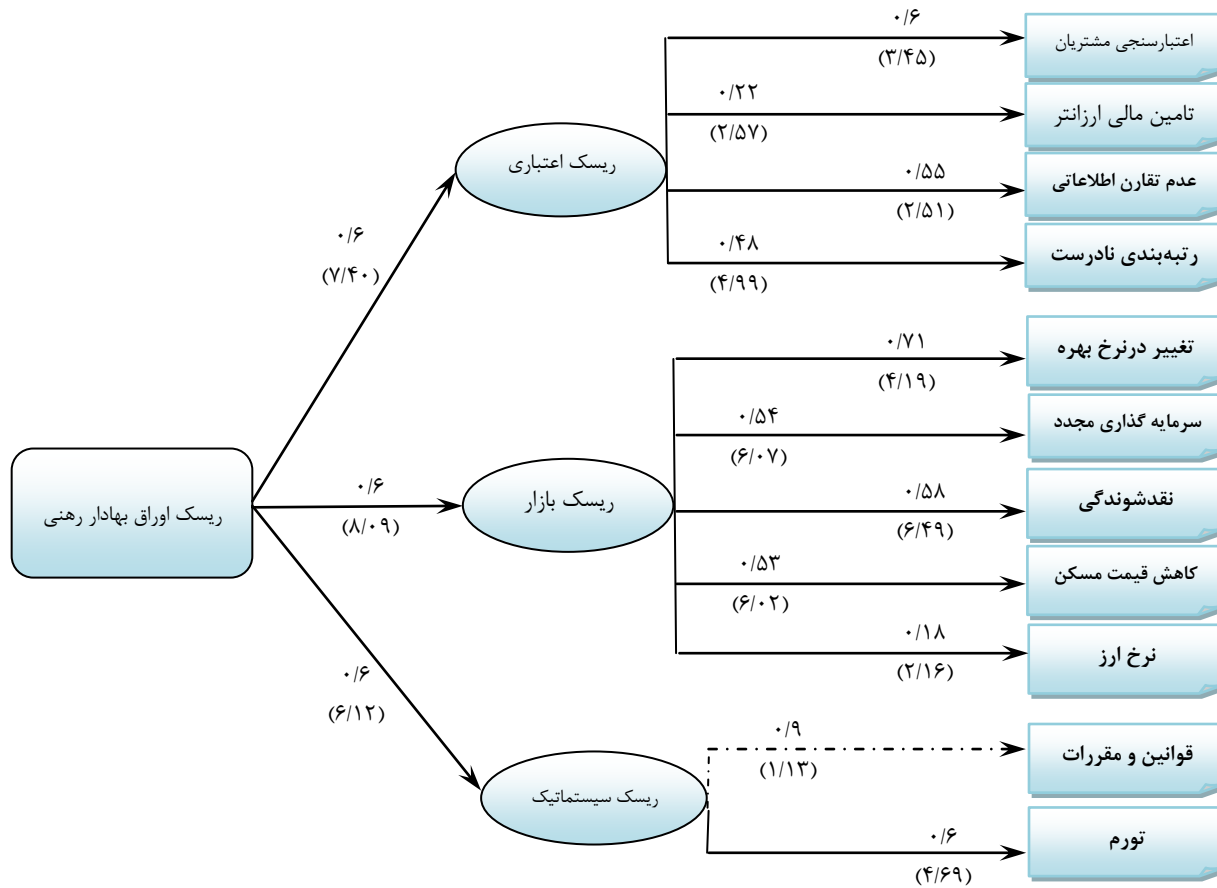 ریسک اوراق بهادار رهنی
۰/۶
(۷/۴۰)
ریسک اعتباری
۰/۶
(۳/۴۵)
اعتبارسنجی مشتریان
۰/۲۲
(۲/۵۷)
تامین مالی ارزانتر
۰/۵۵
(۲/۵۱)
عدم تقارن اطلاعاتی
۰/۴۸
(۴/۹۹)
رتبه‌بندی نادرست
۰/۶
(۸/۰۹)
ریسک بازار
۰/۷۱
(۴/۱۹)
تغییر درنرخ بهره
۰/۵۴
(۶/۰۷)
سرمایه گذاری مجدد
۰/۵۸
(۶/۴۹)
نقدشوندگی
۰/۵۳
(۶/۰۲)
کاهش قیمت مسکن
۰/۱۸
(۲/۱۶)
نرخ ارز
۰/۶
(۶/۱۲)
ریسک سیستماتیک
۰/۹
(۱/۱۳)
قوانین و مقررات
۰/۶
(۴/۶۹)
تورم